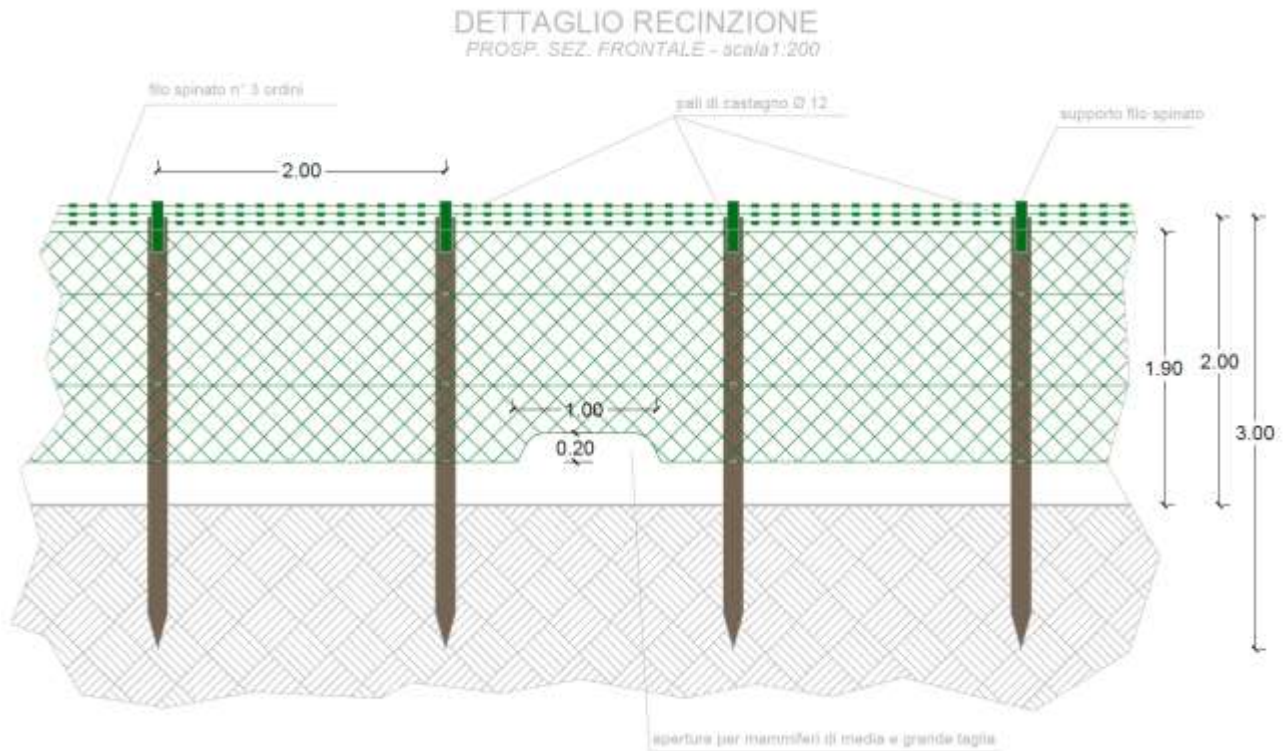 DETTAGLIO RECINZIONE
PROSP. SEZ. FRONTALE - scala1:200
filo spinato n° 3 ordini
pali di castagno Ø 12
supporto filo spinato
2.00
1.90
2.00
3.00
1.00
0.20
aperture per mammiferi di media e grande taglia